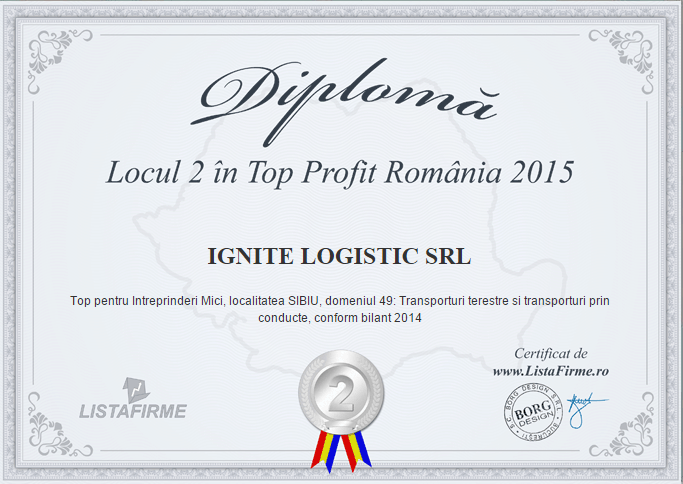 Diplomă
Locul 2 în Top Profit România 2015
IGNITE LOGISTIC SRL
Top pentru Intreprinderi Mici, localitatea SIBIU, domeniul 49: Transporturi terestre si transporturi prin
conducte, conform bilant 2014
Certificat de
www.ListaFirme.ro
LISTAFIRME
2
S.C. BORG DESIGN S.R.L.
BORG
DESIGN
* BUCUREȘTI *